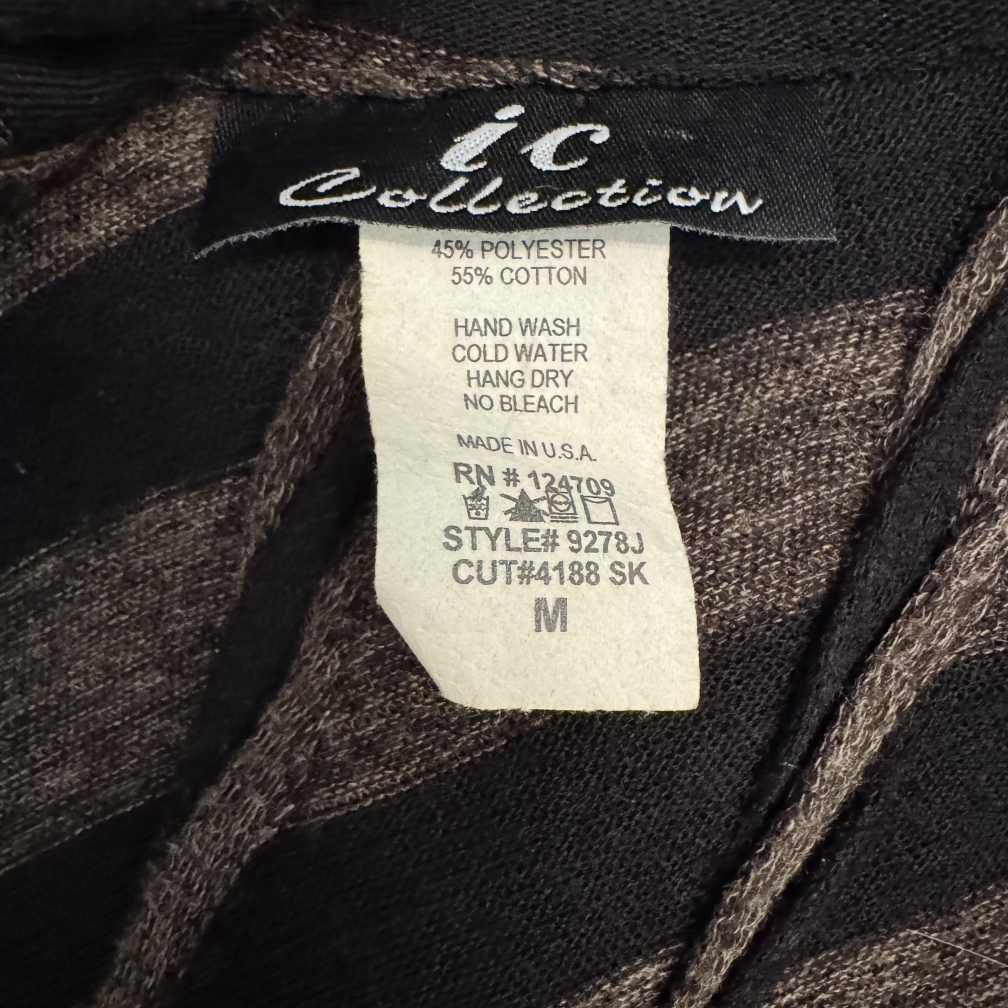 ic
Collection
45% POLYESTER
55% COTTON
HAND WASH
COLD WATER
HANG DRY
NO BLEACH
MADE IN U.S.A.
RN # 124709
STYLE# 9278J
CUT#4188 SK
M